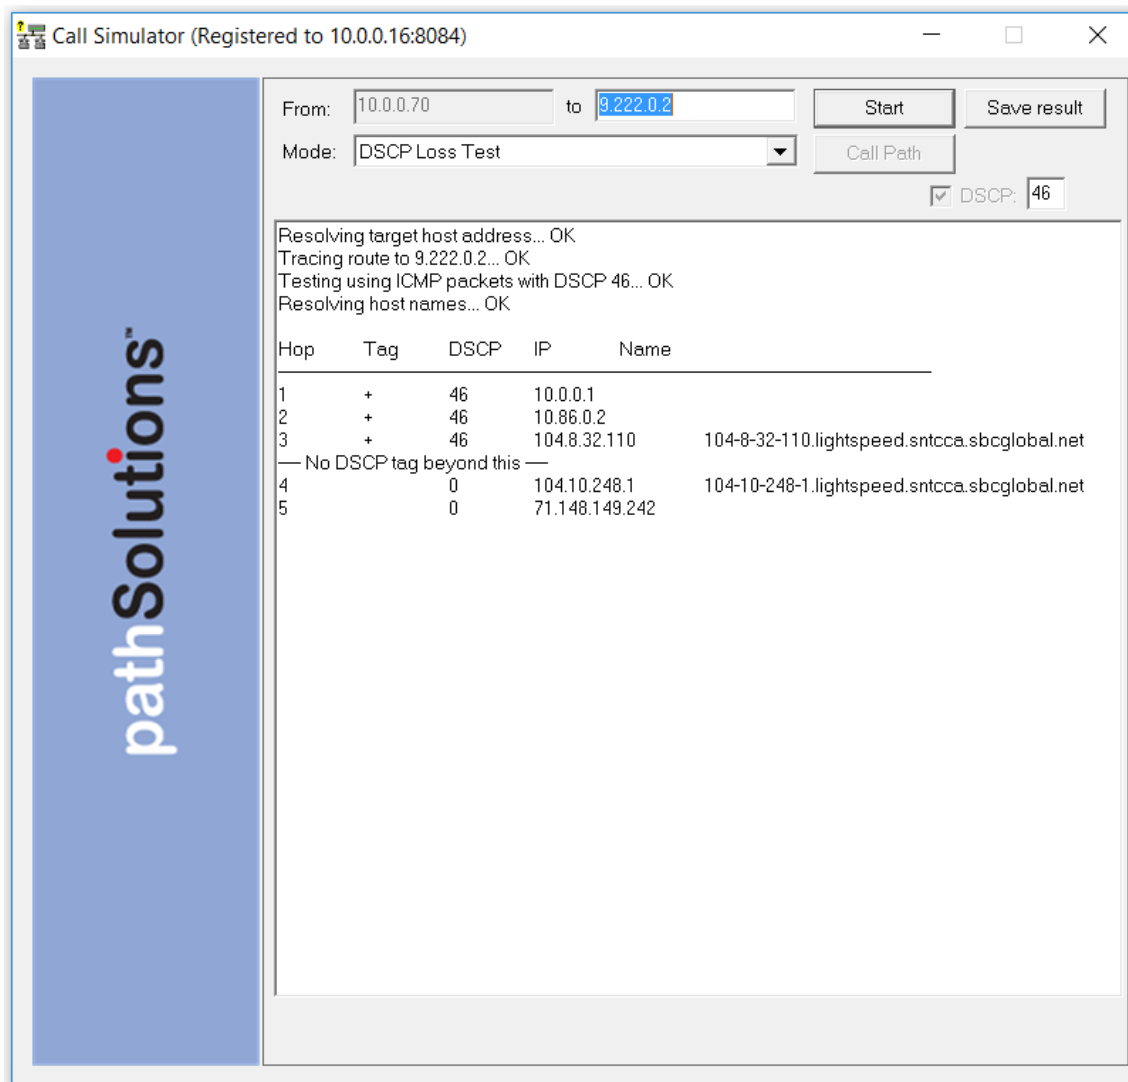 Call Simulator (Registered to 10.0.0.16:8084)
From: 10.0.0.70 to 9.222.0.2 Start Save result
Mode: DSCP Loss Test Call Path
DSCP: 46
pathSolutions™
Resolving target host address... OK
Tracing route to 9.222.0.2... OK
Testing using ICMP packets with DSCP 46... OK
Resolving host names... OK
Hop Tag DSCP IP Name
1 + 46 10.0.0.1
2 + 46 10.86.0.2
3 + 46 104.8.32.110 104-8-32-110.lightspeed.sntcca.sbcglobal.net
— No DSCP tag beyond this —
4 0 104.10.248.1 104-10-248-1.lightspeed.sntcca.sbcglobal.net
5 0 71.148.149.242